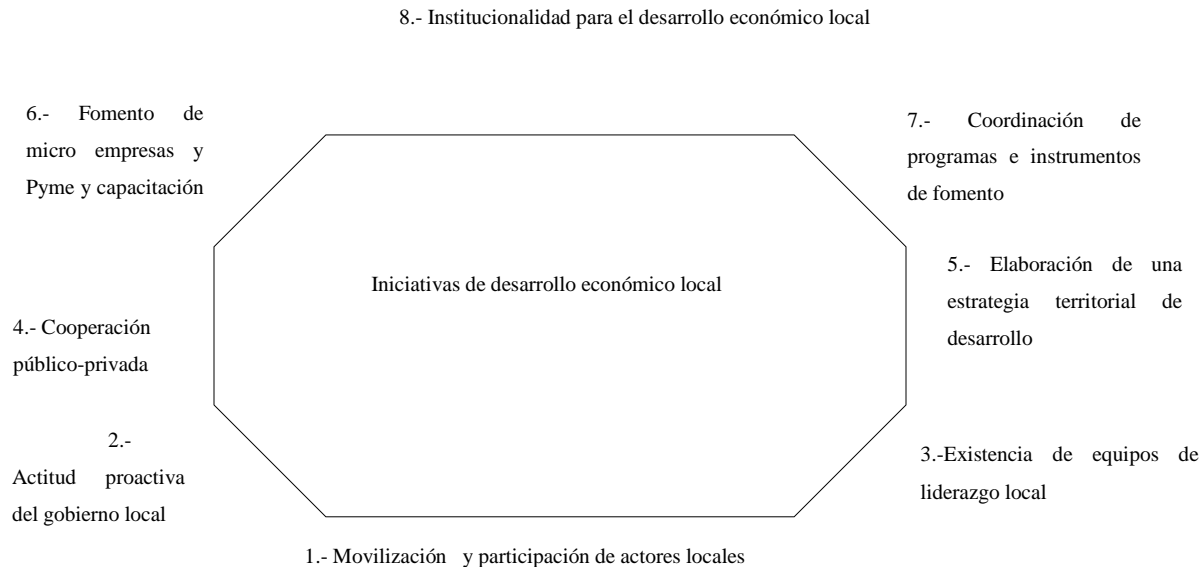 8.- Institucionalidad para el desarrollo económico local
6.- Fomento de
micro empresas y
Pyme y capacitación
7.- Coordinación de
programas e instrumentos
de fomento
Iniciativas de desarrollo económico local
5.- Elaboración de una
estrategia territorial de
desarrollo
4.- Cooperación
público-privada
2.-
Actitud proactiva
del gobierno local
3.-Existencia de equipos de
liderazgo local
1.- Movilización y participación de actores locales